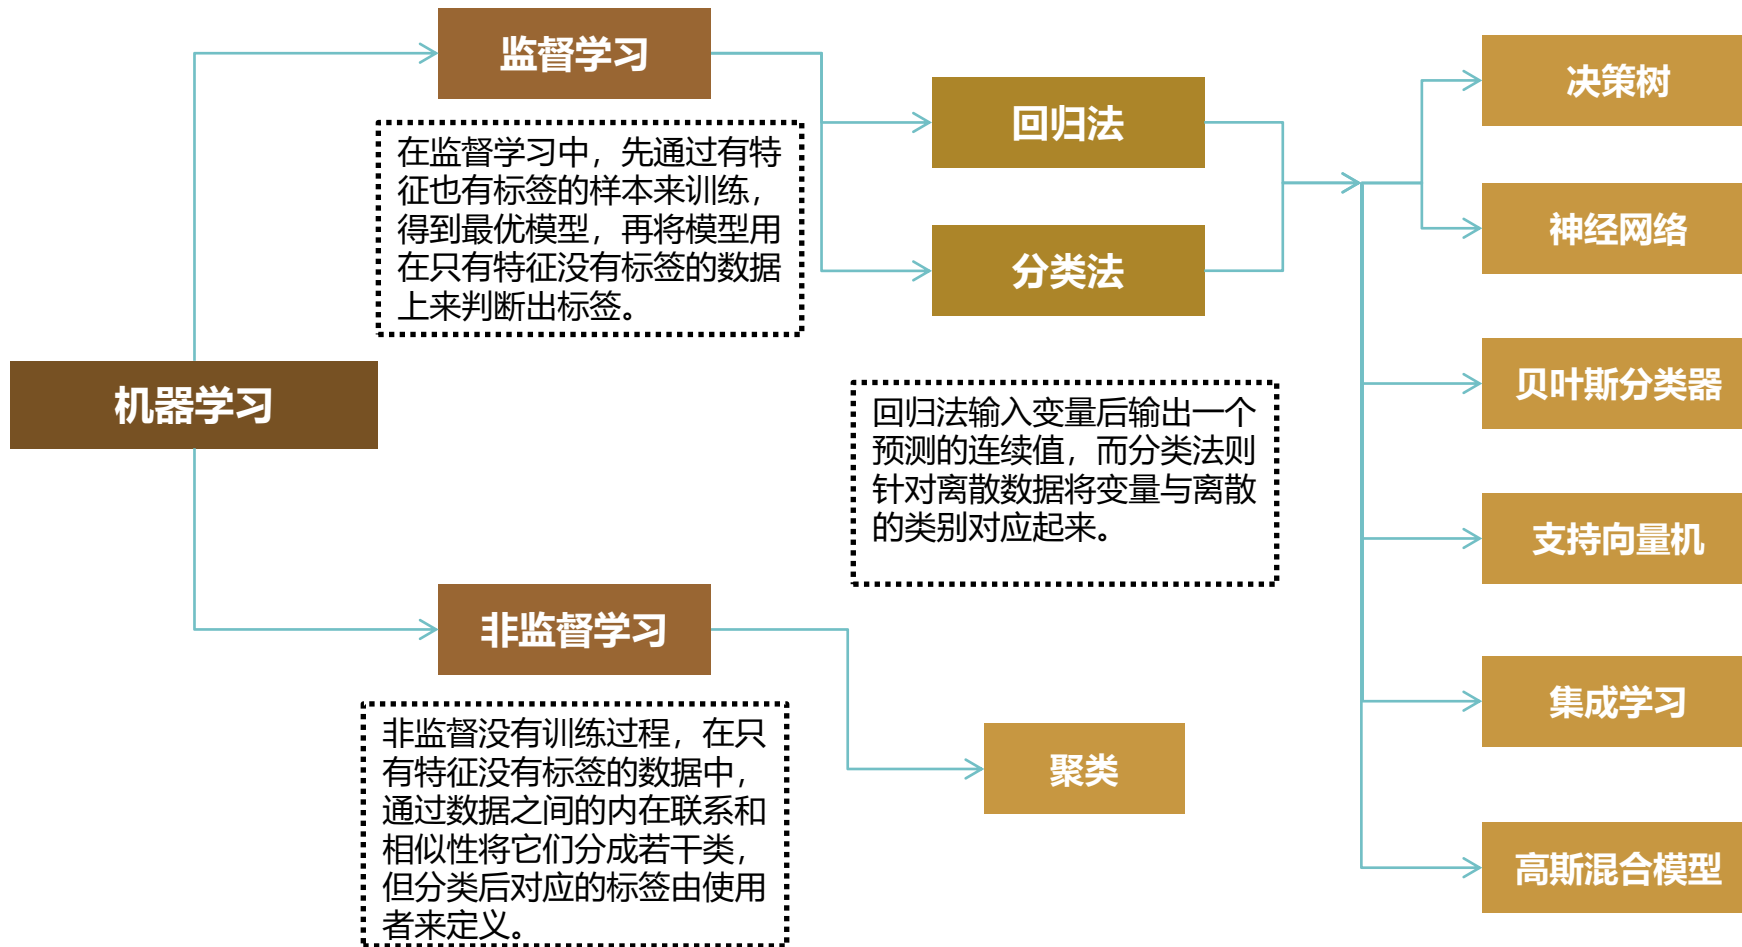 监督学习
在监督学习中，先通过有特
征也有标签的样本来训练，
得到最优模型，再将模型用
在只有特征没有标签的数据
上来判断出标签。
机器学习
非监督学习
非监督没有训练过程，在只
有特征没有标签的数据中，
通过数据之间的内在联系和
相似性将它们分成若干类，
但分类后对应的标签由使用
者来定义。
回归法
分类法
回归法输入变量后输出一个
预测的连续值，而分类法则
针对离散数据将变量与离散
的类别对应起来。
聚类
决策树
神经网络
贝叶斯分类器
支持向量机
集成学习
高斯混合模型